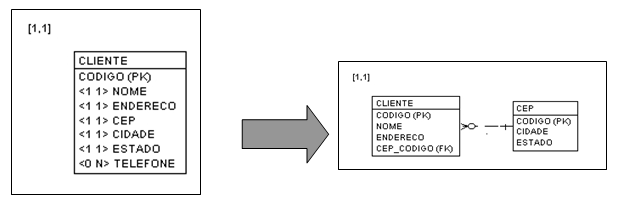 [1,1]
CLIENTE
CODIGO (PK)
<1 1> NOME
<1 1> ENDERECO
<1 1> CEP
<1 1> CIDADE
<1 1> ESTADO
<0 N> TELEFONE
[1,1]
CLIENTE
CODIGO (PK)
NOME
ENDERECO
CEP_CODIGO (FK)
CEP
CODIGO (PK)
CIDADE
ESTADO